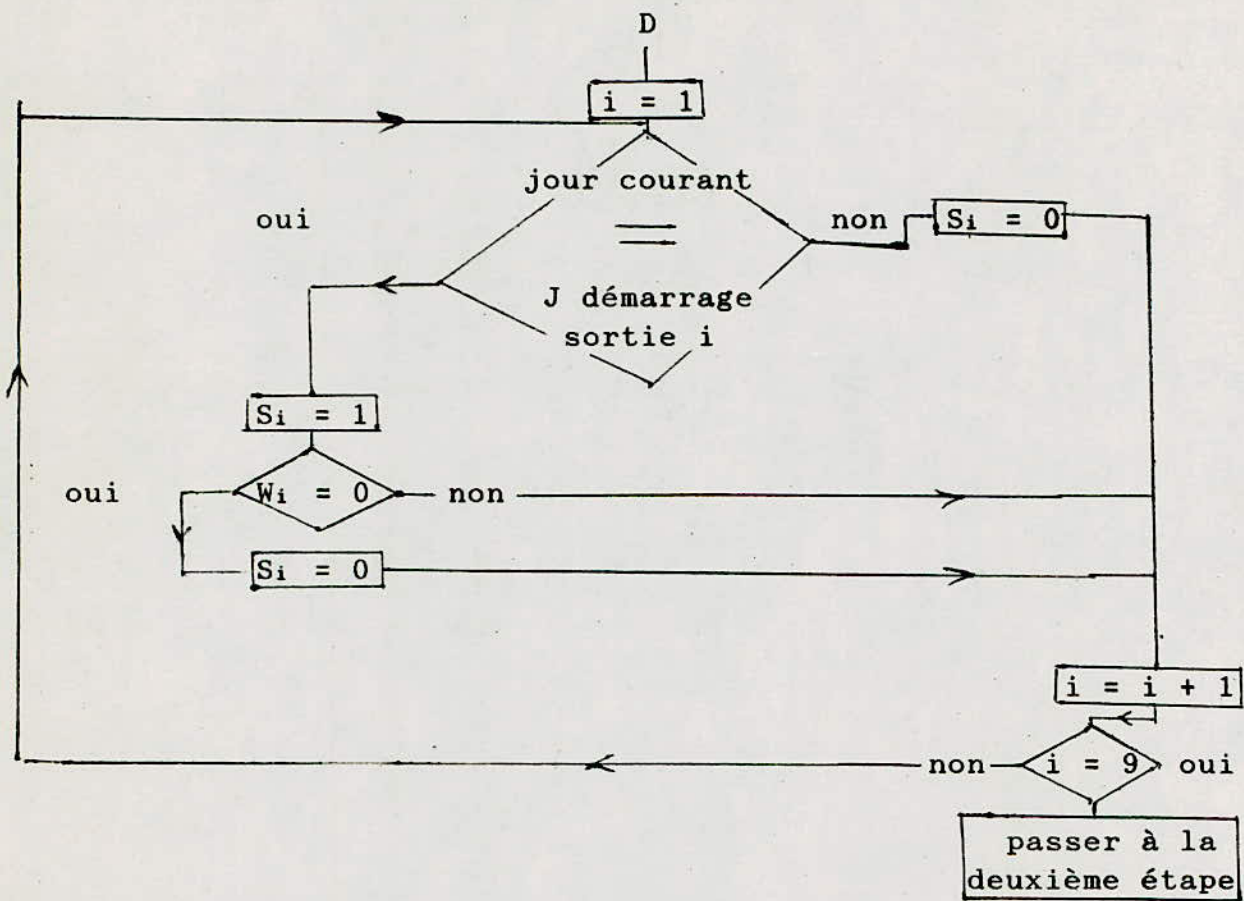 D
i = 1
jour courant
oui
=
non
Si = 0
J démarrage
sortie i
Si = 1
oui
Wi = 0
non
Si = 0
i = i + 1
non
i = 9
oui
passer à la
deuxième étape